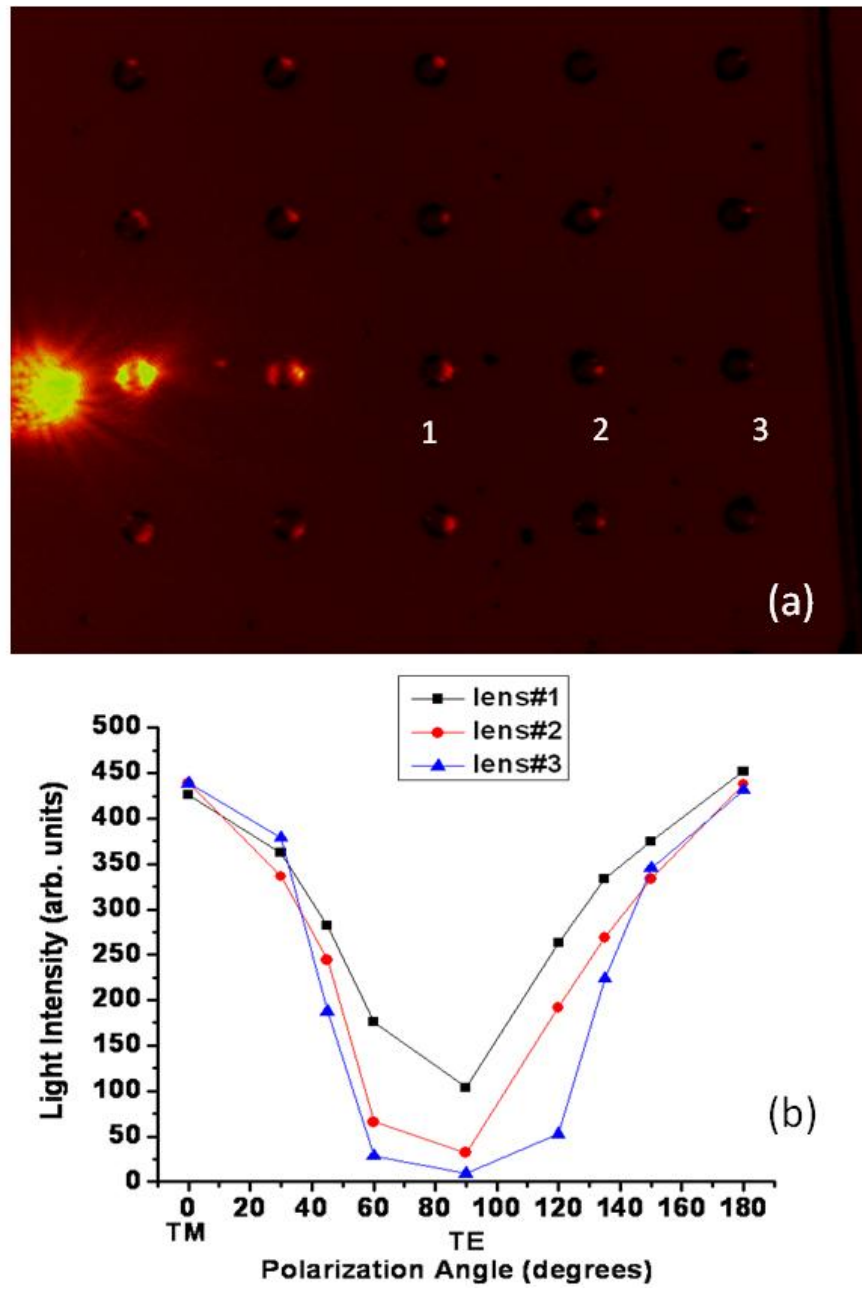 1 2 3
(a)
lens#1
lens#2
lens#3
500
450
400
350
300
250
200
150
100
50
0
Light Intensity (arb. units)
(b)
0 20 40 60 80 100 120 140 160 180
TM TE
Polarization Angle (degrees)